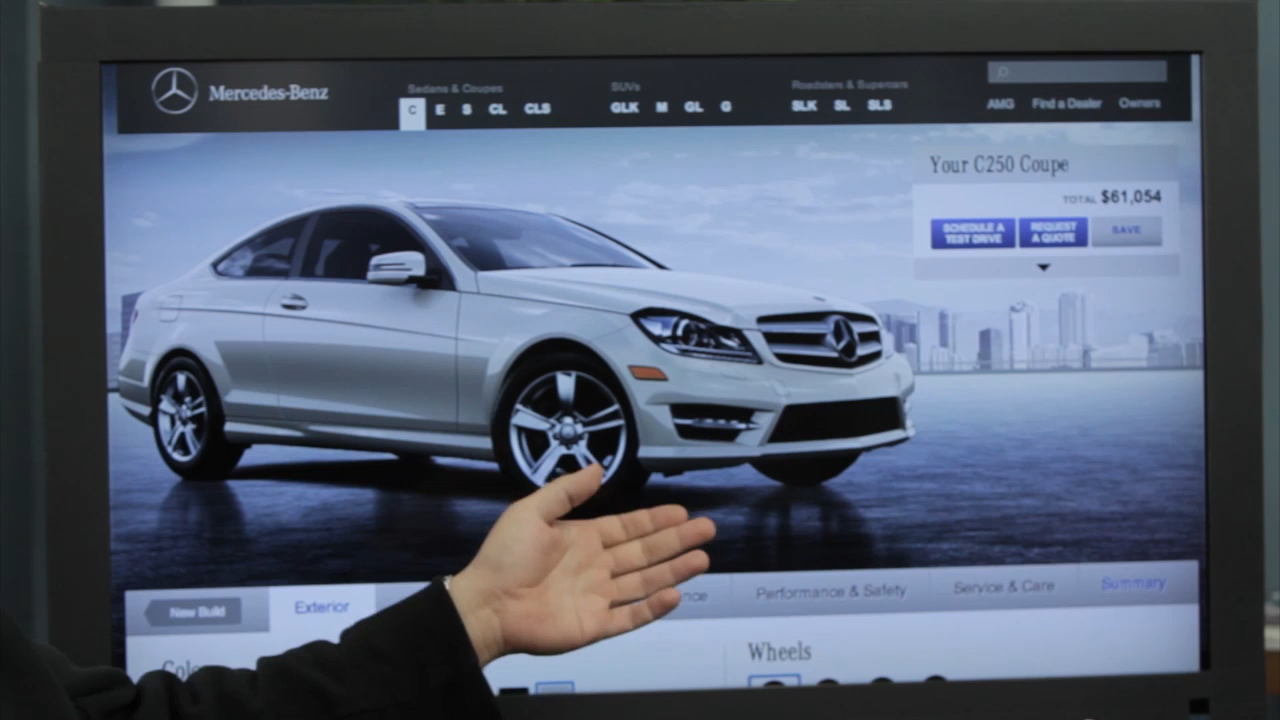 Mercedes-Benz
Sedans & Coupes
C E S CL CLS
SUVs
GLK M GL G
Roadsters & Supercars
SLK SL SLS
AMG Find a Dealer Owners
Your C250 Coupe
TOTAL $61,054
SCHEDULE A
TEST DRIVE
REQUEST
A QUOTE
SAVE
New Build
Exterior
Performance & Safety
Service & Care
Summary
Wheels